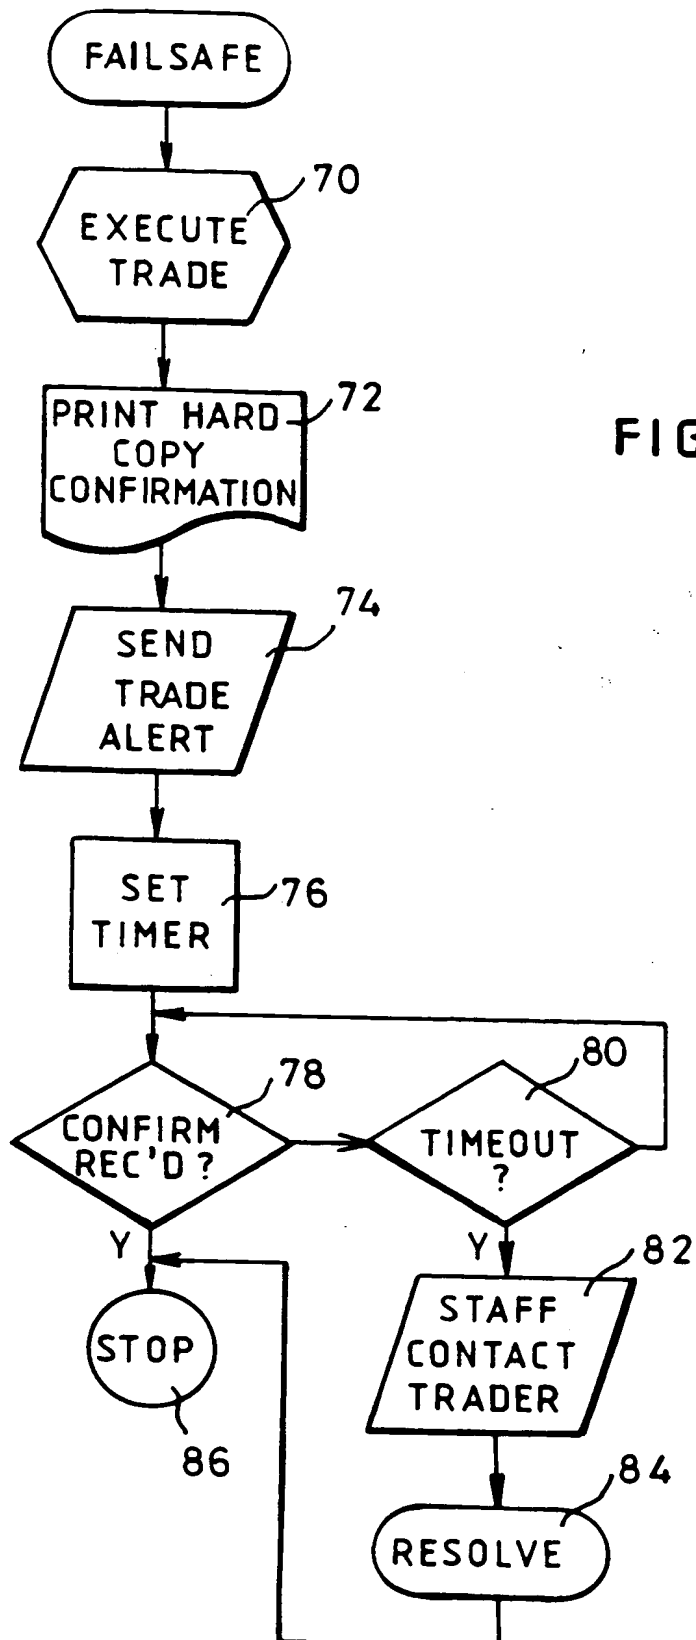 FAILSAFE
70
EXECUTE
TRADE
72
PRINT HARD
COPY
CONFIRMATION
FIG
74
SEND
TRADE
ALERT
76
SET
TIMER
78
CONFIRM
REC'D ?
80
TIMEOUT
?
Y
Y
82
STAFF
CONTACT
TRADER
STOP
86
84
RESOLVE